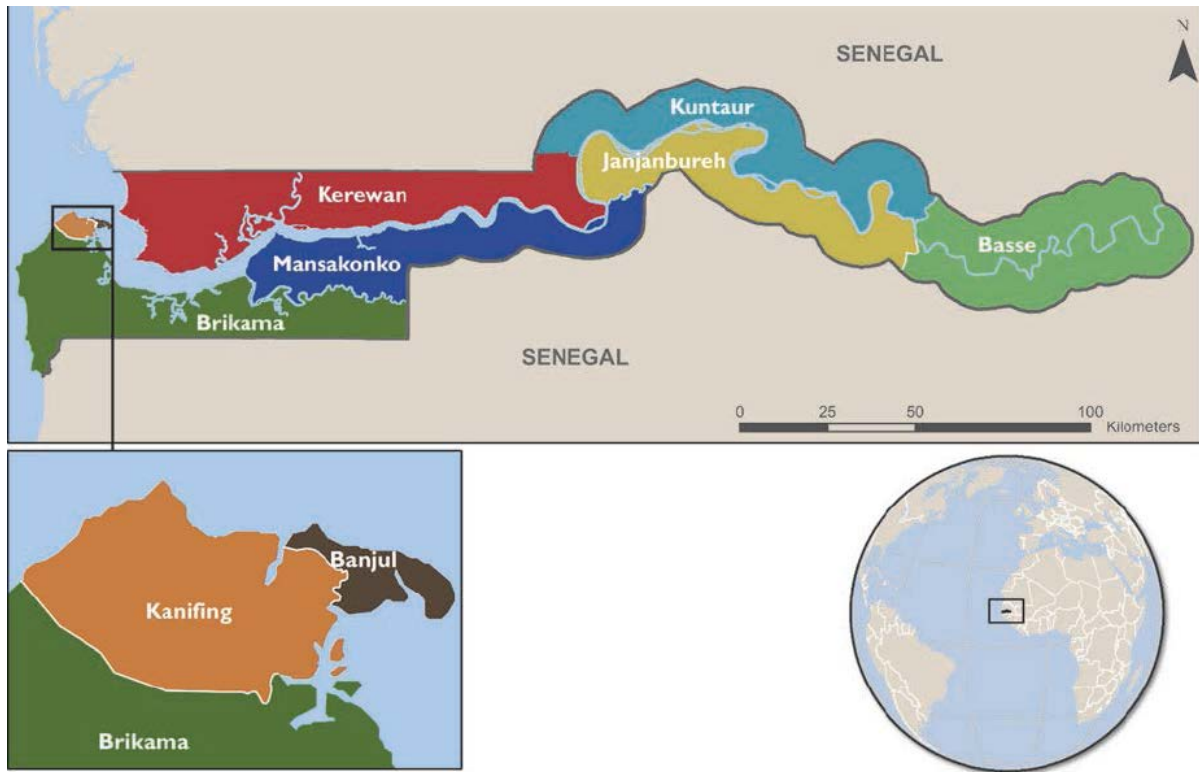 N
SENEGAL
Kuntaur
Janjanbureh
Kerewan
Basse
Mansakonko
Brikama
SENEGAL
0 25 50 100
Kilometers
Banjul
Kanifing
Brikama